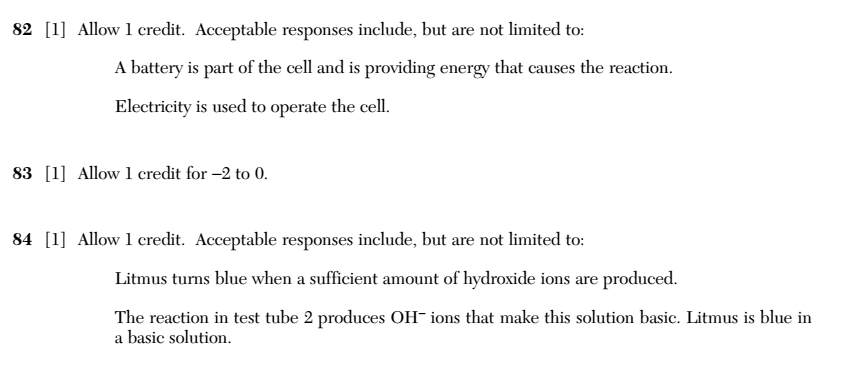 82 [1] Allow 1 credit. Acceptable responses include, but are not limited to:
A battery is part of the cell and is providing energy that causes the reaction.
Electricity is used to operate the cell.
83 [1] Allow 1 credit for –2 to 0.
84 [1] Allow 1 credit. Acceptable responses include, but are not limited to:
Litmus turns blue when a sufficient amount of hydroxide ions are produced.
The reaction in test tube 2 produces OH⁻ ions that make this solution basic. Litmus is blue in
a basic solution.